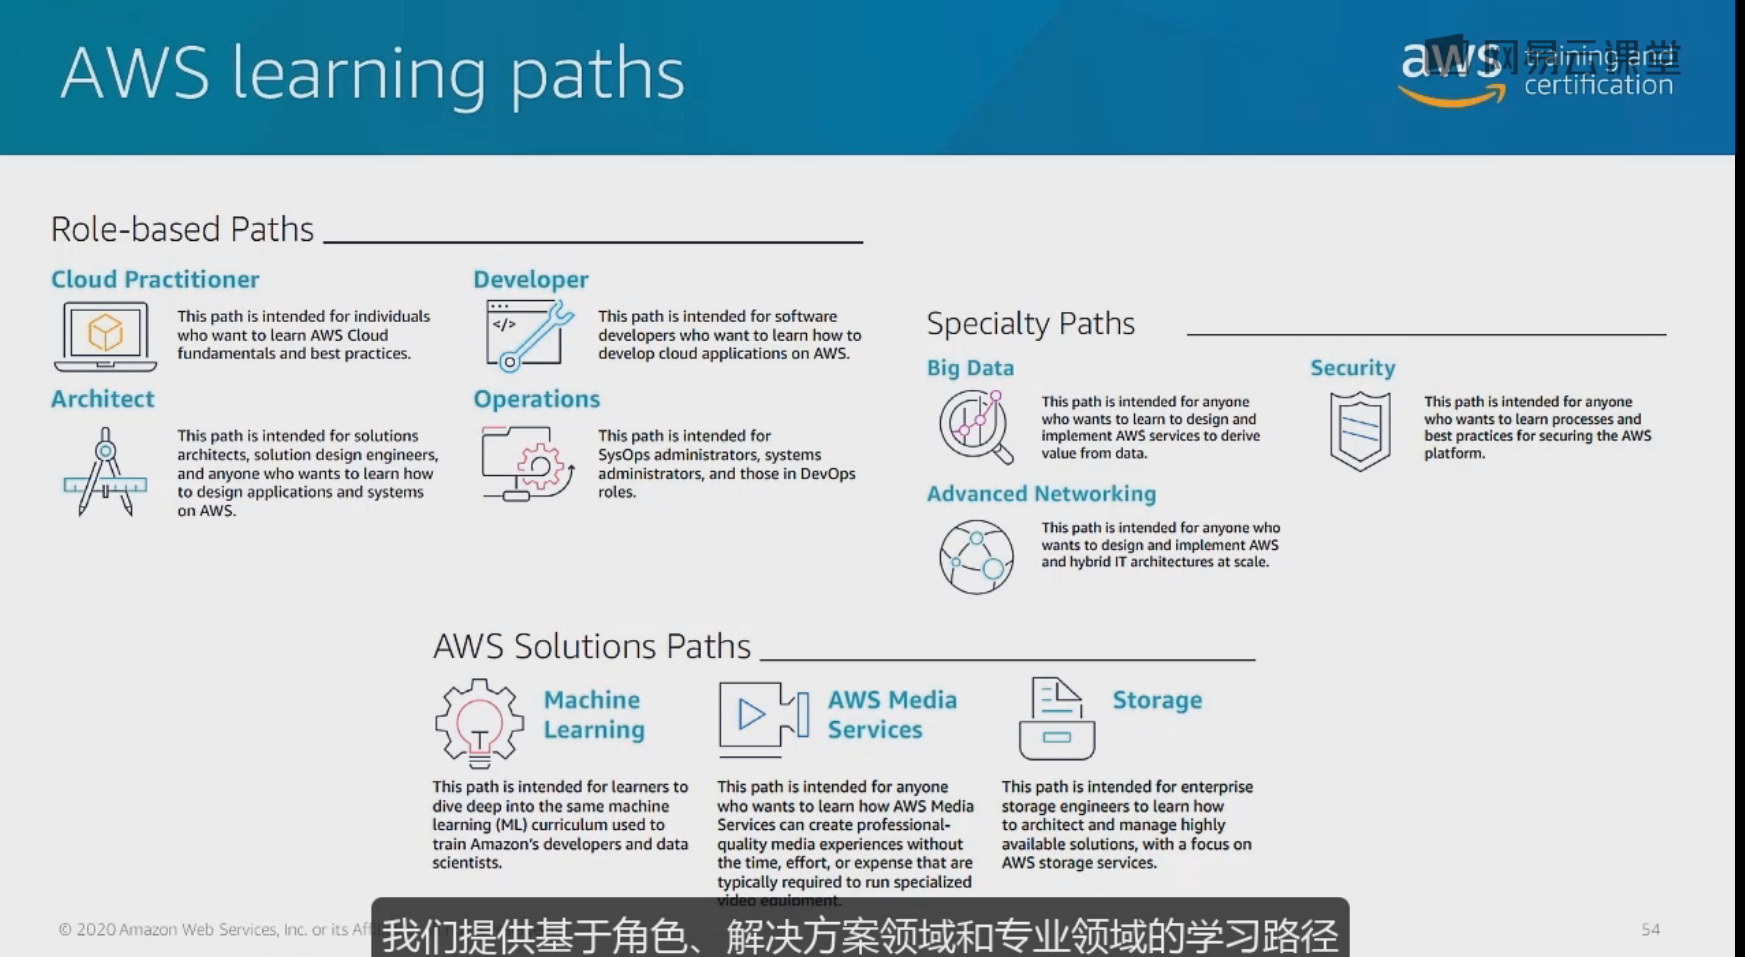 AWS learning paths
aws training and
certification
网易云课堂
Role-based Paths
Cloud Practitioner
This path is intended for individuals
who want to learn AWS Cloud
fundamentals and best practices.
Developer
</>
This path is intended for software
developers who want to learn how to
develop cloud applications on AWS.
Architect
This path is intended for solutions
architects, solution design engineers,
and anyone who wants to learn how
to design applications and systems
on AWS.
Operations
This path is intended for
SysOp administrators, systems
administrators, and those in DevOps
roles.
Specialty Paths
Big Data
This path is intended for anyone
who wants to learn to design and
implement AWS services to derive
value from data.
Security
This path is intended for anyone
who wants to learn processes and
best practices for securing the AWS
platform.
Advanced Networking
This path is intended for anyone who
wants to design and implement AWS
and hybrid IT architectures at scale.
AWS Solutions Paths
Machine
Learning
This path is intended for learners to
dive deep into the same machine
learning (ML) curriculum used to
train Amazon's developers and data
scientists.
AWS Media
Services
This path is intended for anyone
who wants to learn how AWS Media
Services can create professional-
quality media experiences without
the time, effort, or expense that are
typically required to run specialized
video equipment.
Storage
This path is intended for enterprise
storage engineers to learn how
to architect and manage highly
available solutions, with a focus on
AWS storage services.
© 2020 Amazon Web Services, Inc. or its
54
我们提供基于角色、解决方案领域和专业领域的学习路径